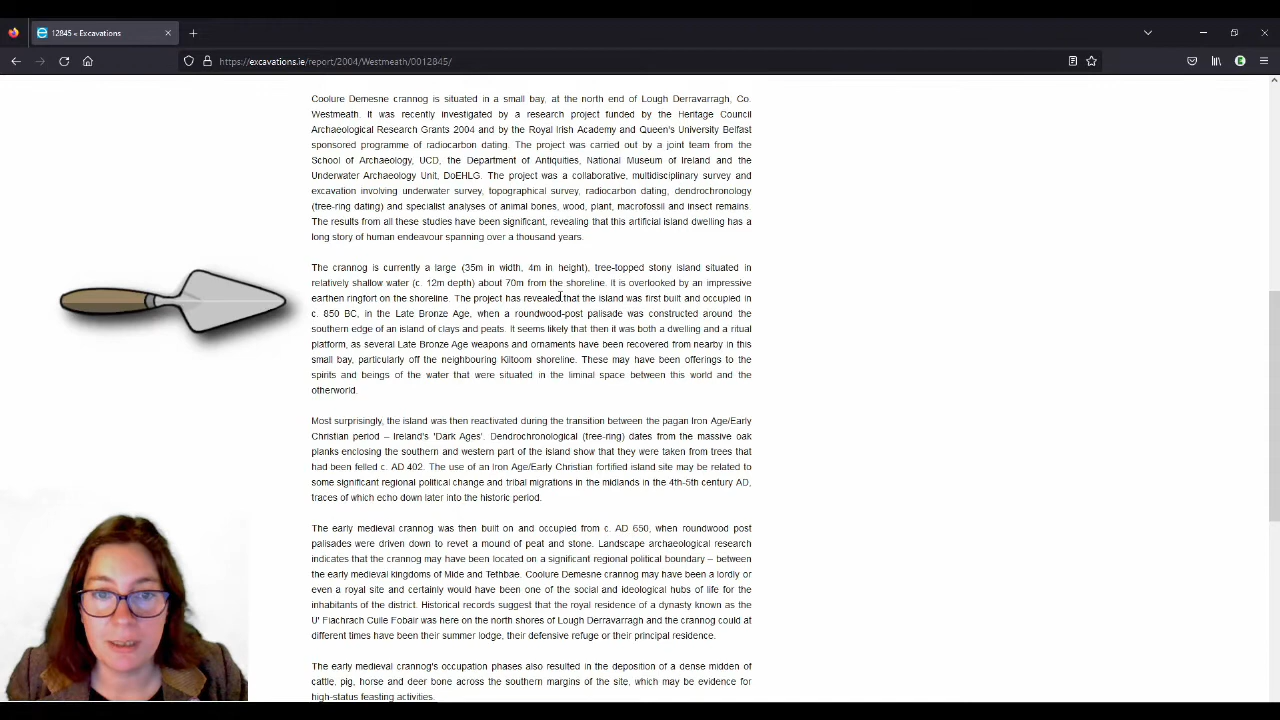 12845 « Excavations
https://excavations.ie/report/2004/Westmeath/0012845/
Coolure Demesne crannog is situated in a small bay, at the north end of Lough Derravarragh, Co.
Westmeath. It was recently investigated by a research project funded by the Heritage Council
Archaeological Research Grants 2004 and by the Royal Irish Academy and Queen's University Belfast
sponsored programme of radiocarbon dating. The project was carried out by a joint team from the
School of Archaeology, UCD, the Department of Antiquities, National Museum of Ireland and the
Underwater Archaeology Unit, DoEHLG. The project was a collaborative, multidisciplinary survey and
excavation involving underwater survey, topographical survey, radiocarbon dating, dendrochronology
(tree-ring dating) and specialist analyses of animal bones, wood, plant, macrofossil and insect remains.
The results from all these studies have been significant, revealing that this artificial island dwelling has a
long story of human endeavour spanning over a thousand years.
The crannog is currently a large (35m in width, 4m in height), tree-topped stony island situated in
relatively shallow water (c. 12m depth) about 70m from the shoreline. It is overlooked by an impressive
earthen ringfort on the shoreline. The project has revealed that the island was first built and occupied in
c. 850 BC, in the Late Bronze Age, when a roundwood-post palisade was constructed around the
southern edge of an island of clays and peats. It seems likely that then it was both a dwelling and a ritual
platform, as several Late Bronze Age weapons and ornaments have been recovered from nearby in this
small bay, particularly off the neighbouring Kiltoom shoreline. These may have been offerings to the
spirits and beings of the water that were situated in the liminal space between this world and the
otherworld.
Most surprisingly, the island was then reactivated during the transition between the pagan Iron Age/Early
Christian period – Ireland's 'Dark Ages'. Dendrochronological (tree-ring) dates from the massive oak
planks enclosing the southern and western part of the island show that they were taken from trees that
had been felled c. AD 402. The use of an Iron Age/Early Christian fortified island site may be related to
some significant regional political change and tribal migrations in the midlands in the 4th-5th century AD,
traces of which echo down later into the historic period.
The early medieval crannog was then built on and occupied from c. AD 650, when roundwood post
palisades were driven down to revet a mound of peat and stone. Landscape archaeological research
indicates that the crannog may have been located on a significant regional political boundary – between
the early medieval kingdoms of Mide and Tethbae. Coolure Demesne crannog may have been a lordly or
even a royal site and certainly would have been one of the social and ideological hubs of life for the
inhabitants of the district. Historical records suggest that the royal residence of a dynasty known as the
U' Fiachrach Cuile Fobair was here on the north shores of Lough Derravarragh and the crannog could at
different times have been their summer lodge, their defensive refuge or their principal residence.
The early medieval crannog's occupation phases also resulted in the deposition of a dense midden of
cattle, pig, horse and deer bone across the southern margins of the site, which may be evidence for
high-status feasting activities.